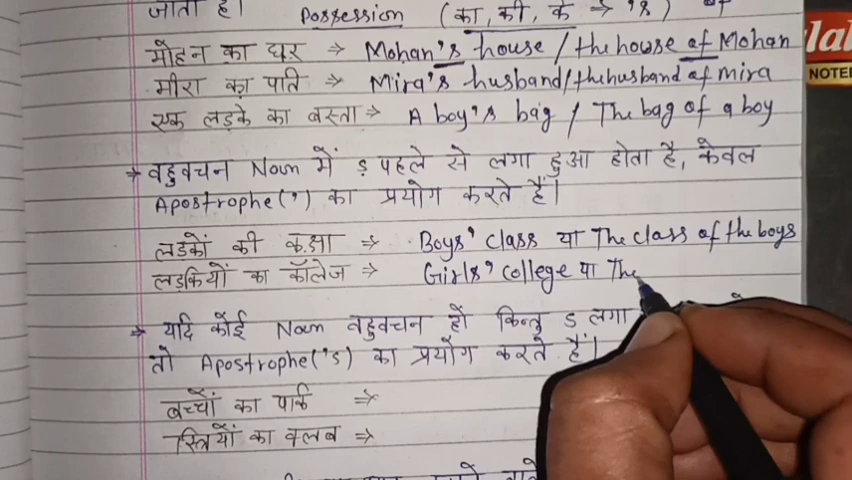 जाता है।
Possession (का, की, के ⇒ 's)
मोहन का घर ⇒ Mohan's house / the house of Mohan
मीरा का पति ⇒ Mira's husband/the husband of mira
एक लड़के का बस्ता ⇒ A boy's bag / The bag of a boy
→ बहुवचन Noun में s पहले से लगा हुआ होता है, केवल
Apostrophe(') का प्रयोग करते हैं।
लड़कों की कक्षा ⇒ Boys' class या The class of the boys
लड़कियों का कॉलेज ⇒ Girls' college या The
→ यदि कोई Noun बहुवचन हो किन्तु s लगा
तो Apostrophe('s) का प्रयोग करते हैं।
बच्चों का पार्क ⇒
स्त्रियों का क्लब ⇒
NOTE